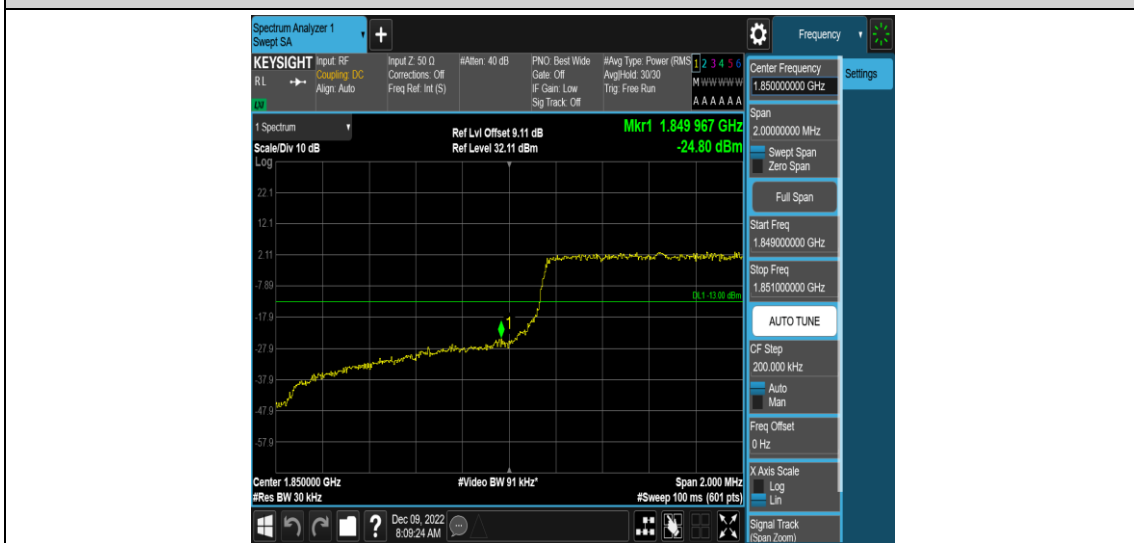 Spectrum Analyzer 1
Swept SA
+
Frequency
KEYSIGHT
RL
LXI
Input: RF
Coupling: DC
Align: Auto
Input Z: 50 Ω
Corrections: Off
Freq Ref: Int (S)
#Atten: 40 dB
PNO: Best Wide
Gate: Off
IF Gain: Low
Sig Track: Off
#Avg Type: Power (RMS
Avg|Hold: 30/30
Trig: Free Run
1 2 3 4 5 6
M W W W W W
A A A A A A
Center Frequency
1.850000000 GHz
Settings
Span
2.00000000 MHz
Swept Span
Zero Span
Full Span
Start Freq
1.849000000 GHz
Stop Freq
1.851000000 GHz
AUTO TUNE
CF Step
200.000 kHz
Auto
Man
Freq Offset
0 Hz
X Axis Scale
Log
Lin
Signal Track
(Span Zoom)
1 Spectrum
Scale/Div 10 dB
Log
Ref Lvl Offset 9.11 dB
Ref Level 32.11 dBm
Mkr1 1.849 967 GHz
-24.80 dBm
22.1
12.1
2.11
-7.89
DL1 -13.00 dBm
-17.9
1
-27.9
-37.9
-47.9
-57.9
Center 1.850000 GHz
#Res BW 30 kHz
#Video BW 91 kHz*
Span 2.000 MHz
#Sweep 100 ms (601 pts)
?
Dec 09, 2022
8:09:24 AM